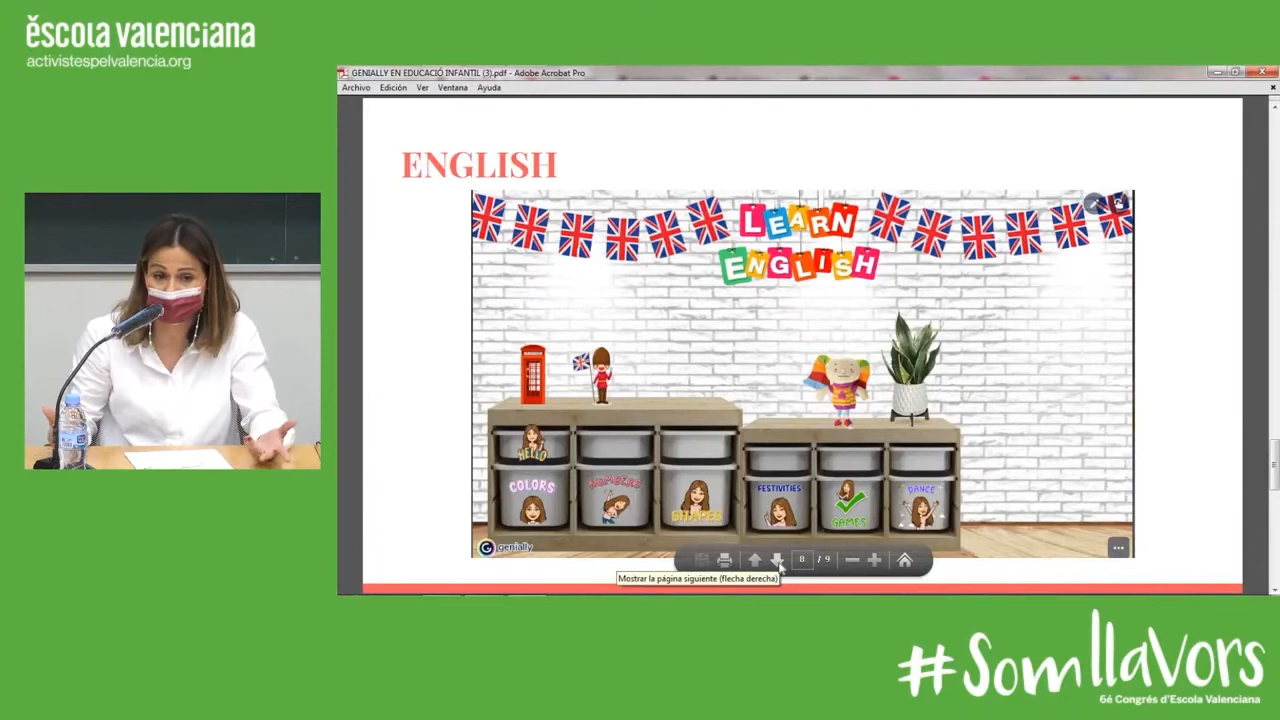 ĕscola valenciana
activistespelvalencia.org
GENIALLY EN EDUCACIÓ INFANTIL (3).pdf - Adobe Acrobat Pro
Archivo Edición Ver Ventana Ayuda
ENGLISH
LEARN
ENGLISH
HELLO
COLORS
NUMBERS
SHAPES
FESTIVITIES
GAMES
DANCE
genially
8 / 9
Mostrar la página siguiente (flecha derecha)
#SomllaVors
6é Congrés d'Escola Valenciana